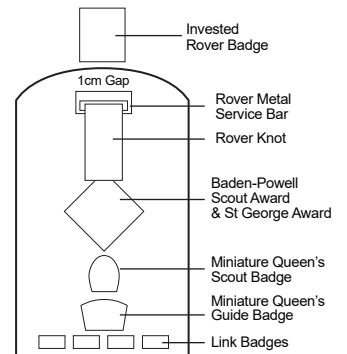 Invested
Rover Badge
1cm Gap
Rover Metal
Service Bar
Rover Knot
Baden-Powell
Scout Award
& St George Award
Miniature Queen's
Scout Badge
Miniature Queen's
Guide Badge
Link Badges